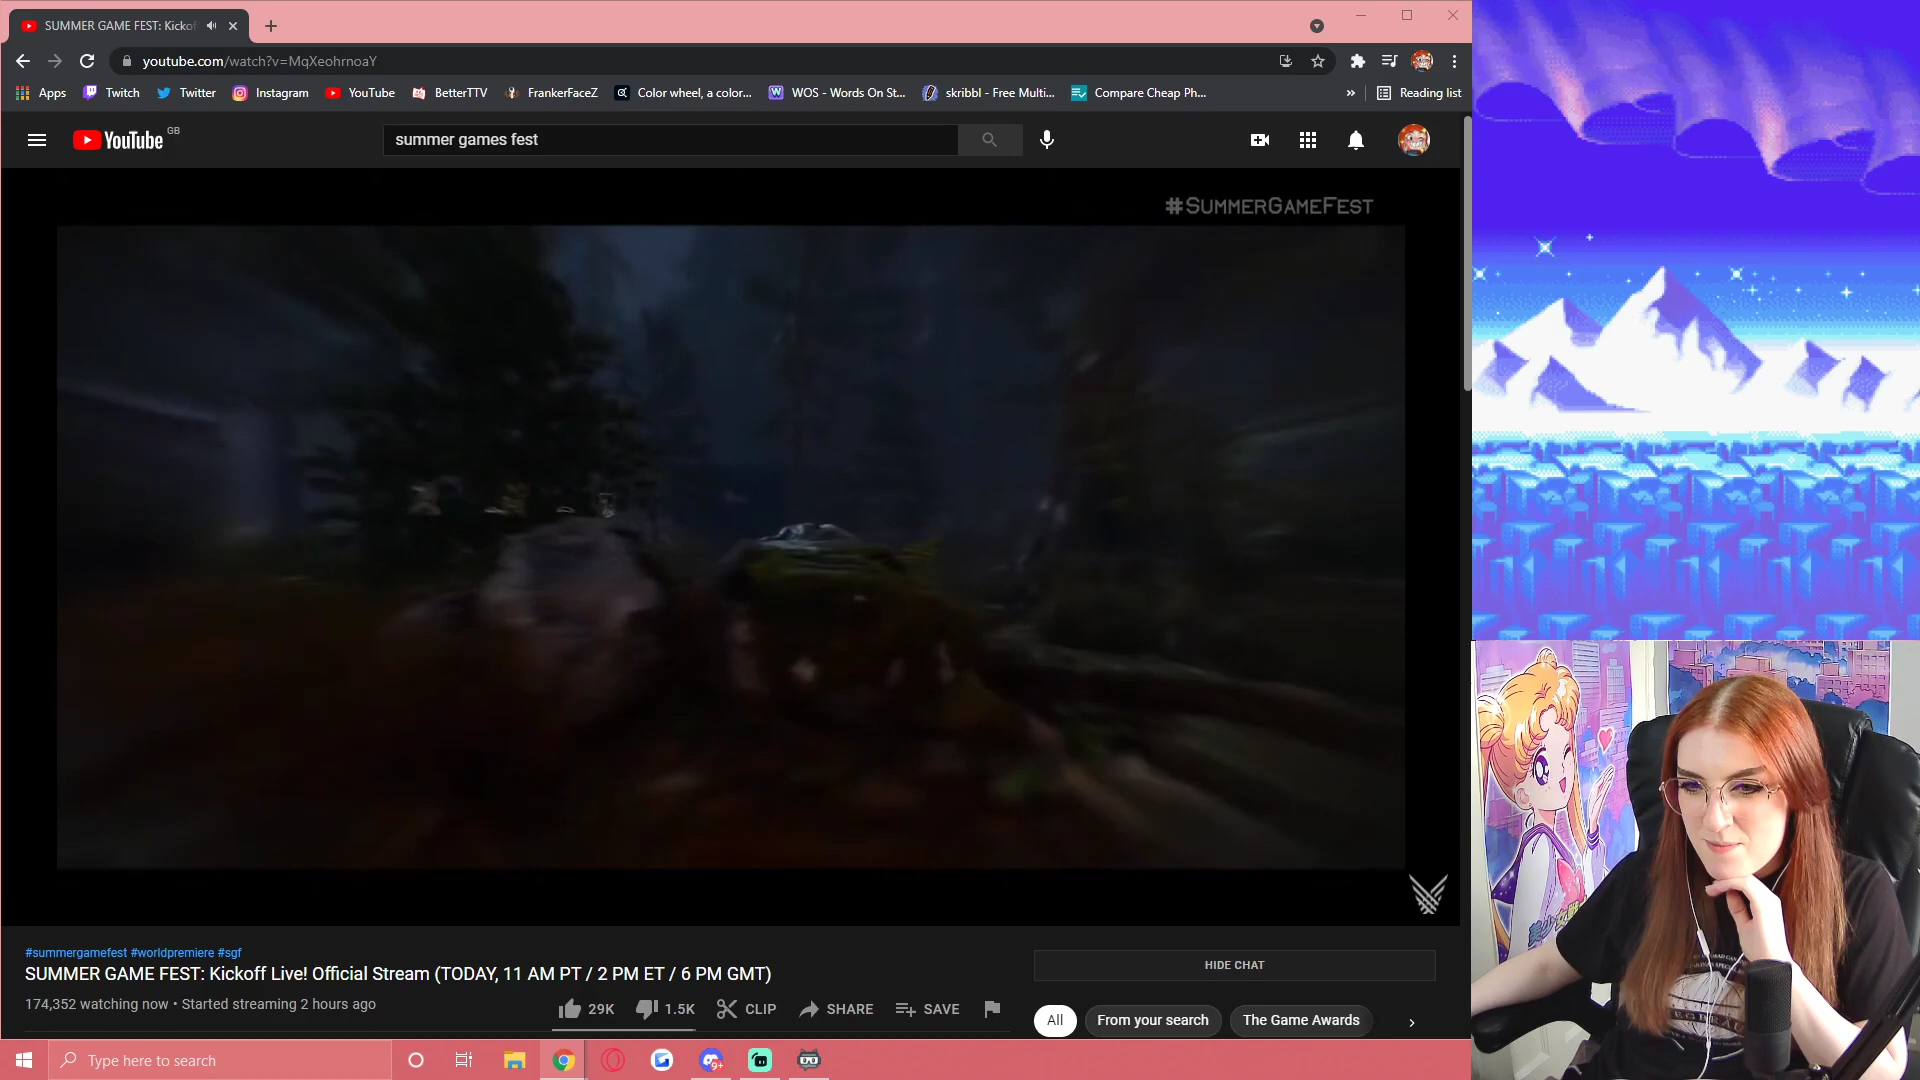 SUMMER GAME FEST: Kickof
youtube.com/watch?v=MqXeohrnoaY
Apps Twitch Twitter Instagram YouTube BetterTTV FrankerFaceZ Color wheel, a color... WOS - Words On St... skribbl - Free Multi... Compare Cheap Ph... » Reading list
YouTube GB
summer games fest
#SUMMERGAMEFEST
#summergamefest #worldpremiere #sgf
SUMMER GAME FEST: Kickoff Live! Official Stream (TODAY, 11 AM PT / 2 PM ET / 6 PM GMT)
174,352 watching now • Started streaming 2 hours ago
29K 1.5K CLIP SHARE SAVE
HIDE CHAT
All From your search The Game Awards
Type here to search
9+